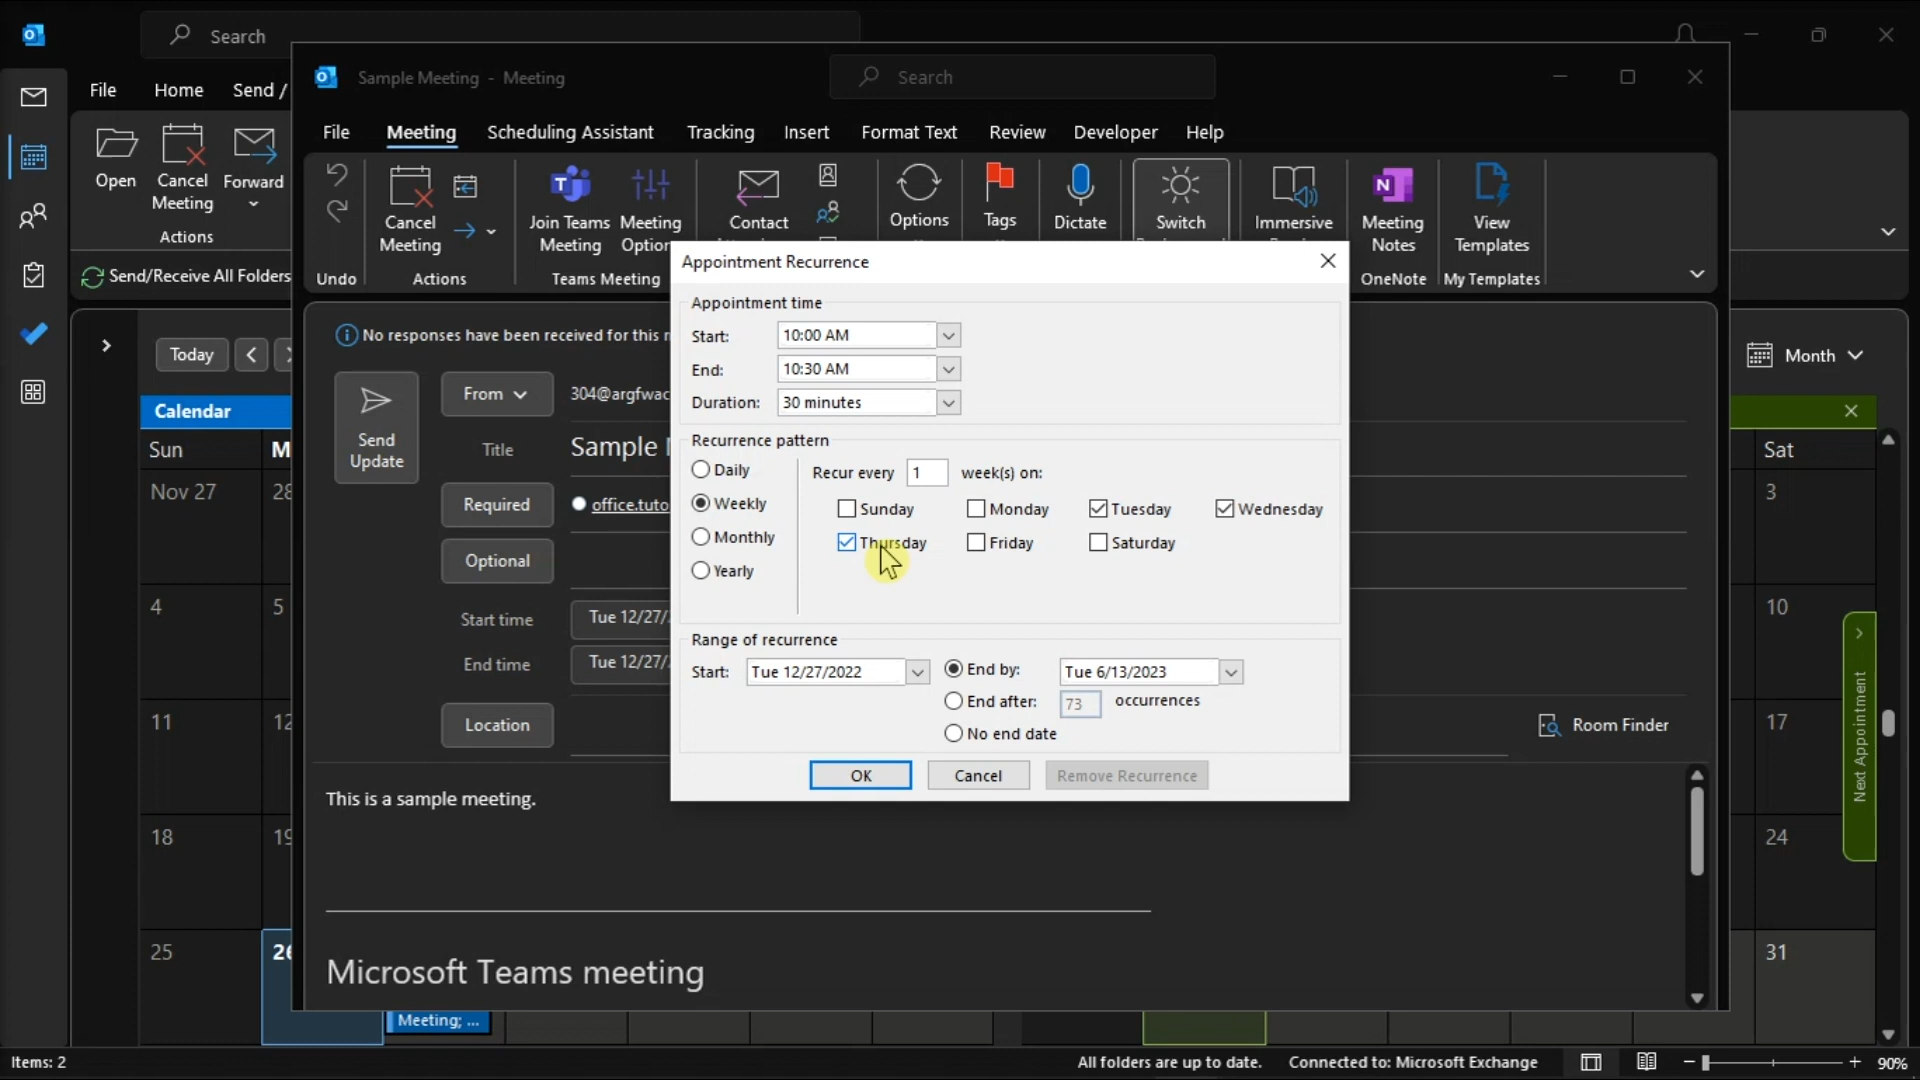 Search
File Home Send /
Open Cancel Meeting Forward
Actions
Send/Receive All Folders
Today
Month
Calendar
Sun
Sat
Nov 27 28 3
4 5 10
11 12 17
18 19 24
25 26 31
Meeting; ...
Next Appointment
Sample Meeting - Meeting
Search
File Meeting Scheduling Assistant Tracking Insert Format Text Review Developer Help
Cancel Meeting
Join Teams Meeting
Meeting
Contact
Options
Tags
Dictate
Switch
Immersive
Meeting Notes
View Templates
Undo Actions Teams Meeting OneNote My Templates
No responses have been received for this
Send Update
From
304@argfwac
Title
Sample
Required
office.tuto
Optional
Start time Tue 12/27/
End time Tue 12/27/
Location
Room Finder
This is a sample meeting.
Microsoft Teams meeting
Appointment Recurrence
Appointment time
Start: 10:00 AM
End: 10:30 AM
Duration: 30 minutes
Recurrence pattern
Daily
Weekly
Monthly
Yearly
Recur every 1 week(s) on:
Sunday Monday Tuesday Wednesday
Thursday Friday Saturday
Range of recurrence
Start: Tue 12/27/2022
End by: Tue 6/13/2023
End after: 73 occurrences
No end date
OK Cancel Remove Recurrence
Items: 2
All folders are up to date. Connected to: Microsoft Exchange
90%